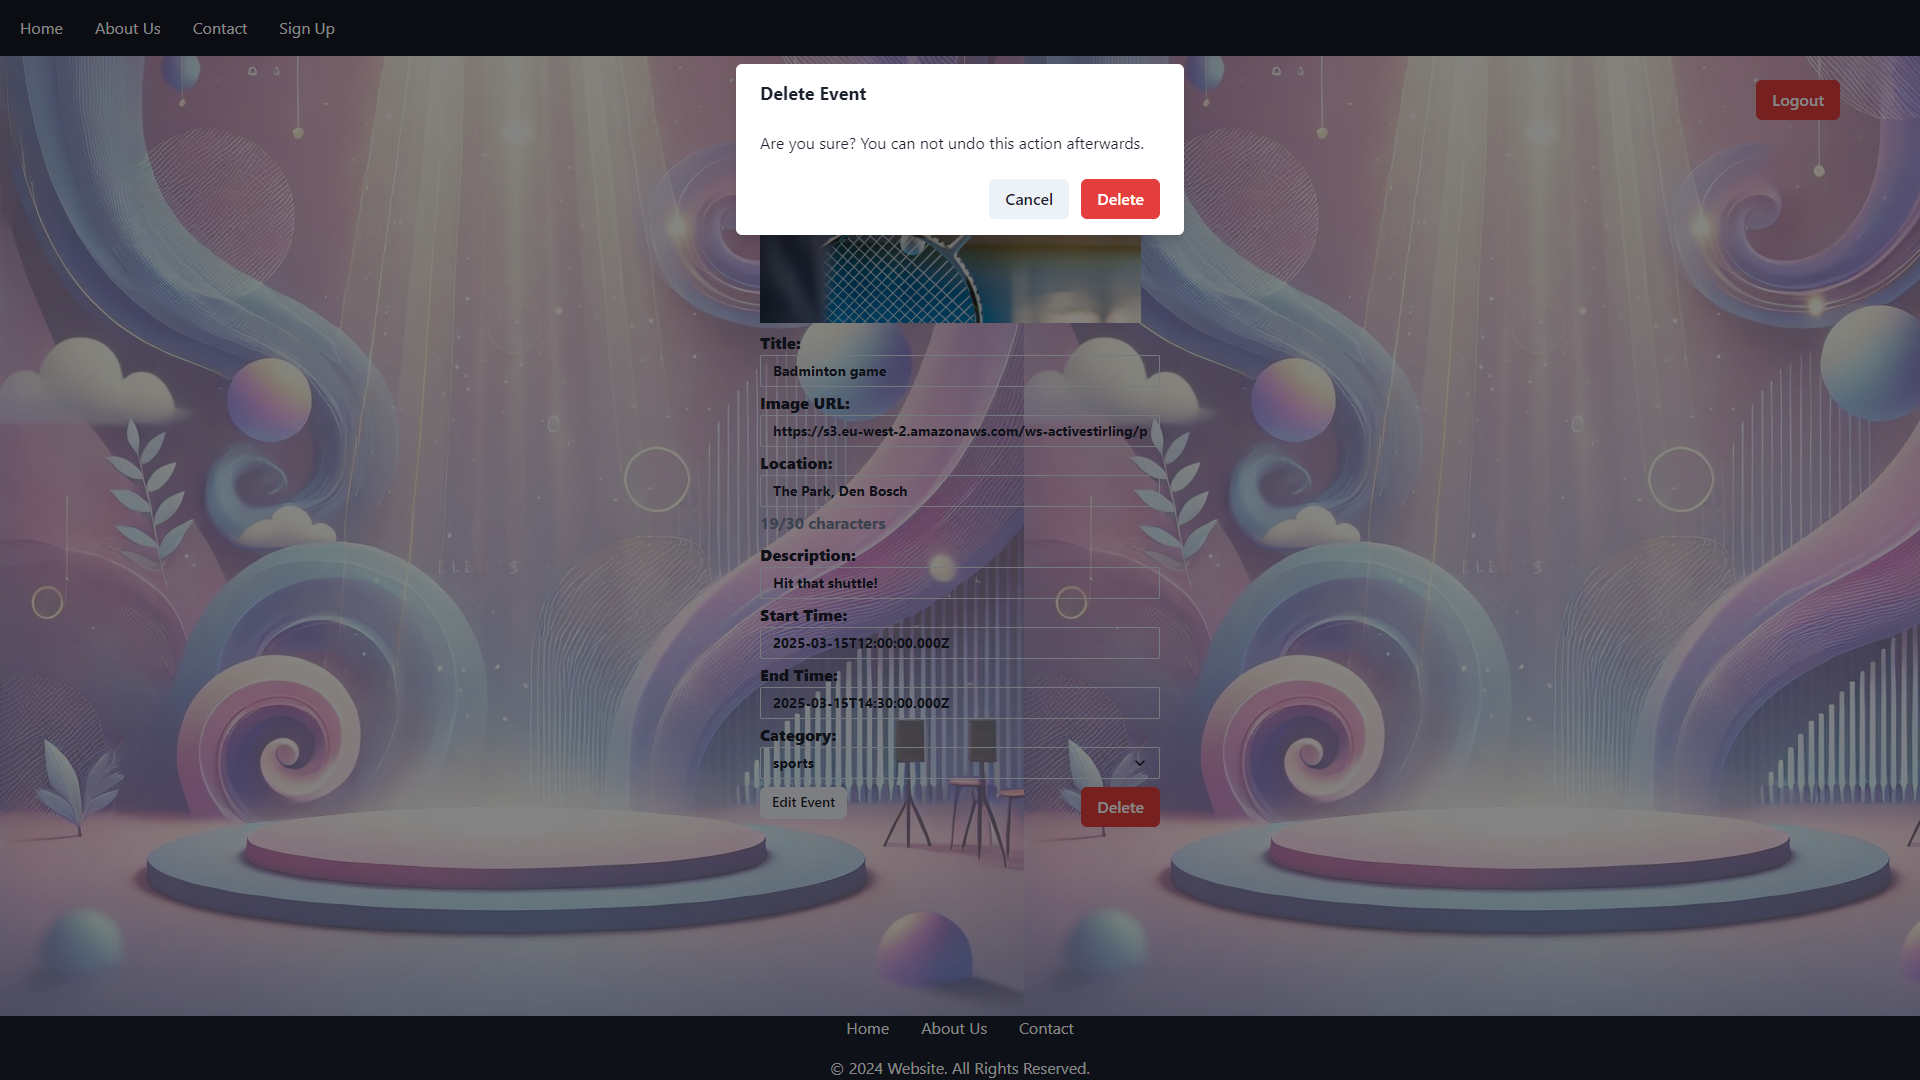 Home About Us Contact Sign Up
Logout
Delete Event
Are you sure? You can not undo this action afterwards.
Cancel Delete
Title:
Badminton game
Image URL:
https://s3.eu-west-2.amazonaws.com/ws-activestirling/p
Location:
The Park, Den Bosch
19/30 characters
Description:
Hit that shuttle!
Start Time:
2025-03-15T12:00:00.000Z
End Time:
2025-03-15T14:30:00.000Z
Category:
sports
Edit Event Delete
Home About Us Contact
© 2024 Website. All Rights Reserved.